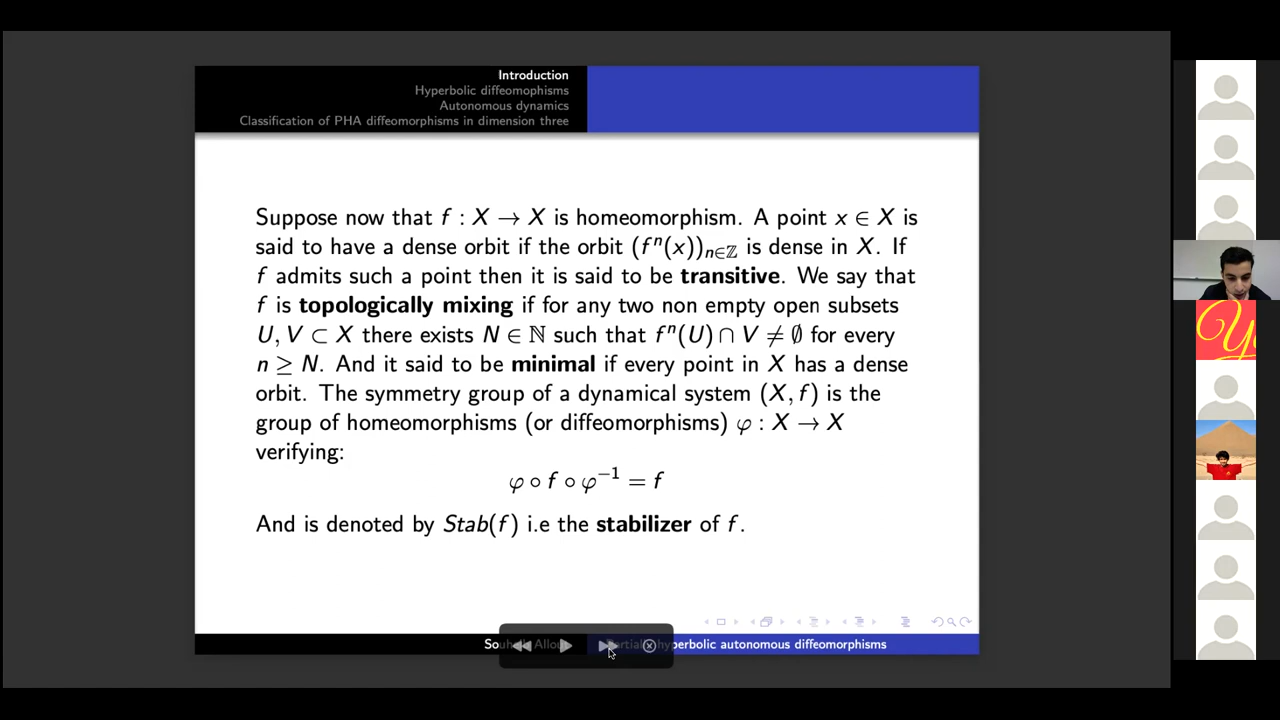 Introduction
Hyperbolic diffeomophisms
Autonomous dynamics
Classification of PHA diffeomorphisms in dimension three
Suppose now that f : X → X is homeomorphism. A point x ∈ X is
said to have a dense orbit if the orbit (fⁿ(x))ₙ∈ℤ is dense in X. If
f admits such a point then it is said to be transitive. We say that
f is topologically mixing if for any two non empty open subsets
U, V ⊂ X there exists N ∈ ℕ such that fⁿ(U) ∩ V ≠ ∅ for every
n ≥ N. And it said to be minimal if every point in X has a dense
orbit. The symmetry group of a dynamical system (X, f) is the
group of homeomorphisms (or diffeomorphisms) φ : X → X
verifying:
φ ∘ f ∘ φ⁻¹ = f
And is denoted by Stab(f) i.e the stabilizer of f.
hyperbolic autonomous diffeomorphisms